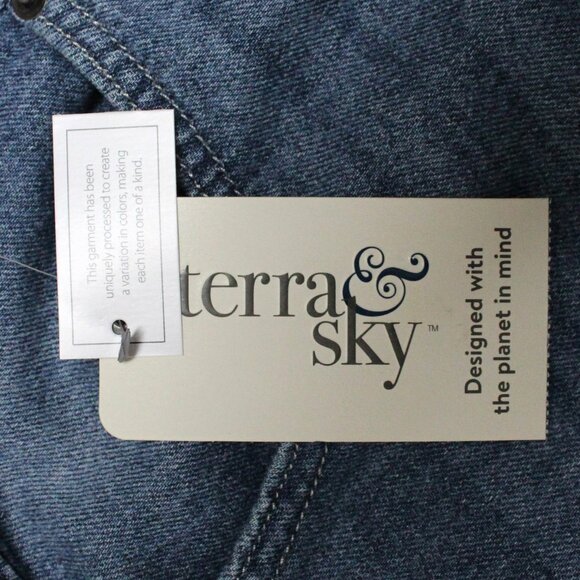 This garment has been
uniquely processed to create
a variation in colors, making
each item one of a kind.
terra &
sky™
Designed with
the planet in mind